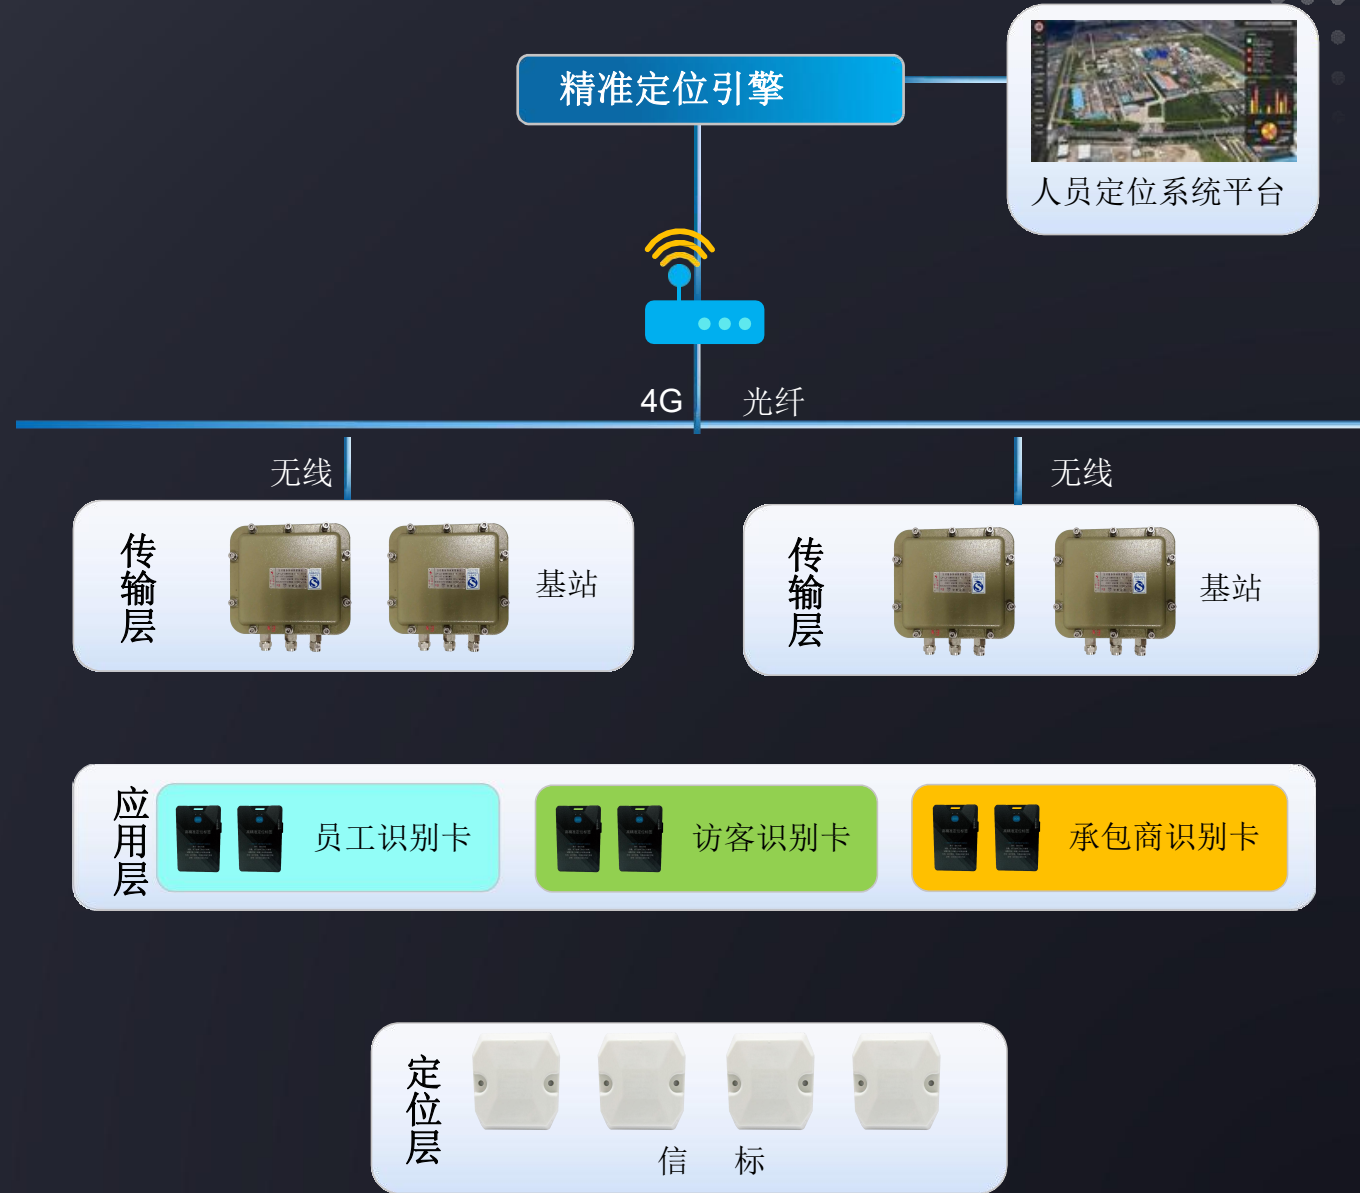 精准定位引擎
人员定位系统平台
4G 光纤
无线
无线
传输层
基站
传输层
基站
应用层
员工识别卡
访客识别卡
承包商识别卡
定位层
信 标